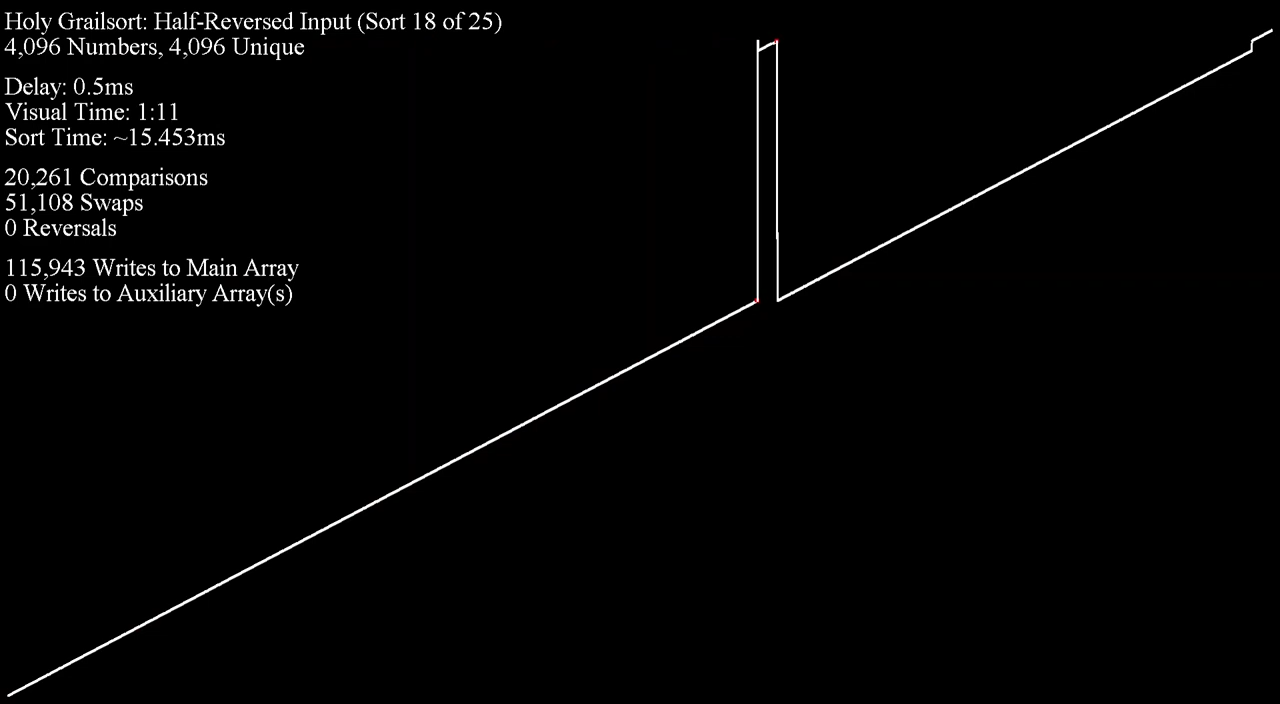 Holy Grailsort: Half-Reversed Input (Sort 18 of 25)
4,096 Numbers, 4,096 Unique
Delay: 0.5ms
Visual Time: 1:11
Sort Time: ~15.453ms
20,261 Comparisons
51,108 Swaps
0 Reversals
115,943 Writes to Main Array
0 Writes to Auxiliary Array(s)